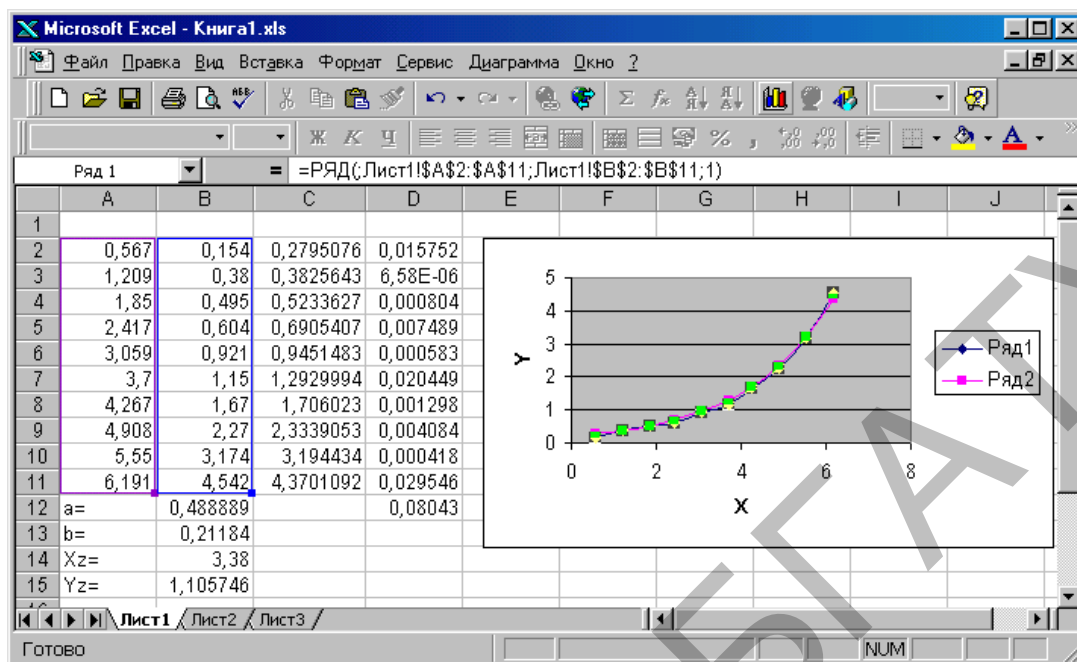 Microsoft Excel - Книга1.xls
Файл Правка Вид Вставка Формат Сервис Диаграмма Окно ?
Ж К Ч % ,
Ряд 1 = =РЯД(;Лист1!$A$2:$A$11;Лист1!$B$2:$B$11;1)
A B C D E F G H I J
1
2 0,567 0,154 0,2795076 0,015752
3 1,209 0,38 0,3825643 6,58E-06
4 1,85 0,495 0,5233627 0,000804
5 2,417 0,604 0,6905407 0,007489
6 3,059 0,921 0,9451483 0,000583
7 3,7 1,15 1,2929994 0,020449
8 4,267 1,67 1,706023 0,001298
9 4,908 2,27 2,3339053 0,004084
10 5,55 3,174 3,194434 0,000418
11 6,191 4,542 4,3701092 0,029546
12 a= 0,488889 0,08043
13 b= 0,21184
14 Xz= 3,38
15 Yz= 1,105746
5
4
3
2
1
0
Y
0 2 4 6 8
X
Ряд1
Ряд2
Лист1 Лист2 Лист3
Готово NUM
БГАТУ